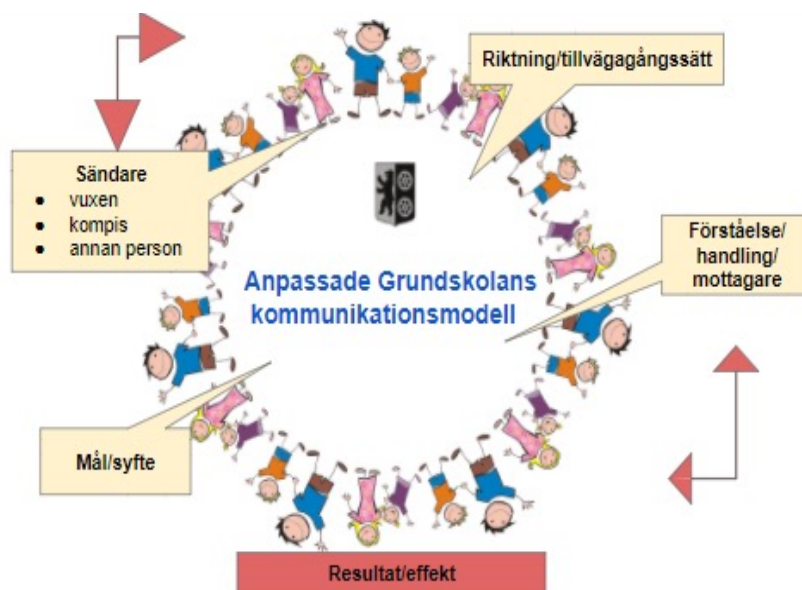 Riktning/tillvägagångssätt
Sändare
● vuxen
● kompis
● annan person
Förståelse/
handling/
mottagare
Anpassade Grundskolans
kommunikationsmodell
Mål/syfte
Resultat/effekt